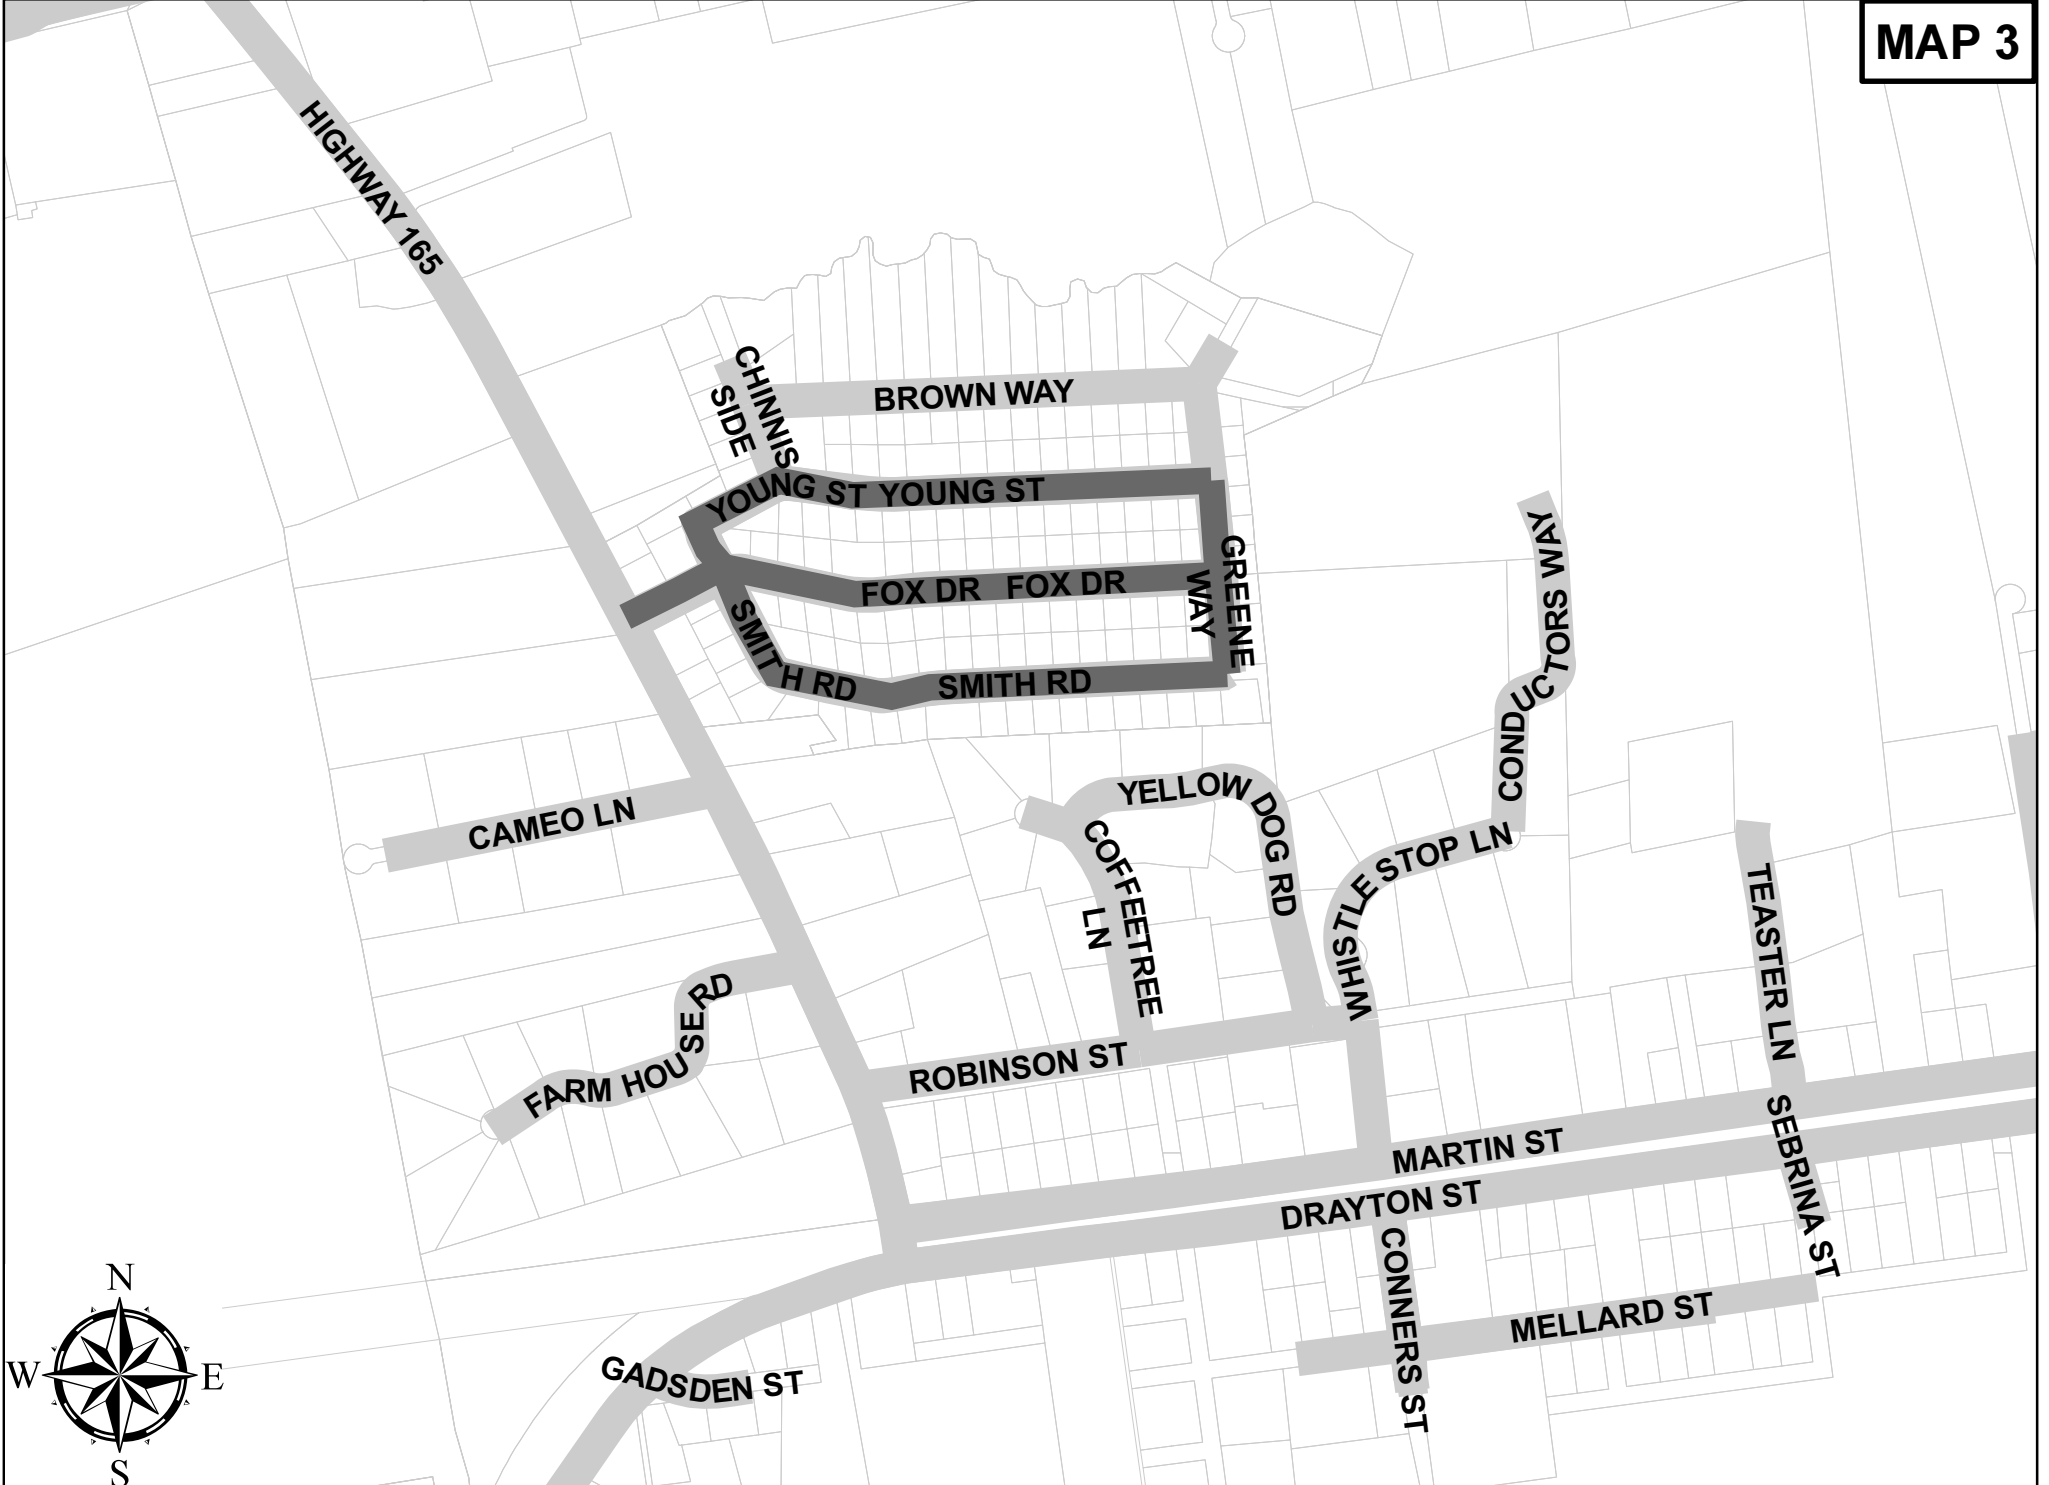 MAP 3
HIGHWAY 165
CHINNIS
SIDE
BROWN WAY
YOUNG ST
YOUNG ST
GREENE
WAY
FOX DR
FOX DR
SMITH RD
SMITH RD
CONDUCTORS WAY
CAMEO LN
YELLOW DOG RD
COFFEETREE
LN
WHISTLE STOP LN
TEASTER LN
FARM HOUSE RD
ROBINSON ST
MARTIN ST
DRAYTON ST
SEBRINA ST
CONNERS ST
MELLARD ST
GADSDEN ST
N
W
E
S